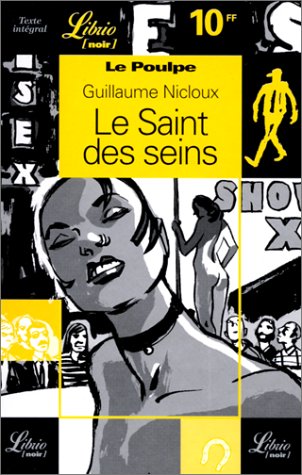 Texte
intégral
Librio
[noir]
E S
10 FF
Le Poulpe
Guillaume Nicloux
Le Saint
des seins
SEX
SHO
X
Librio
[noir]
Librio
[noir]